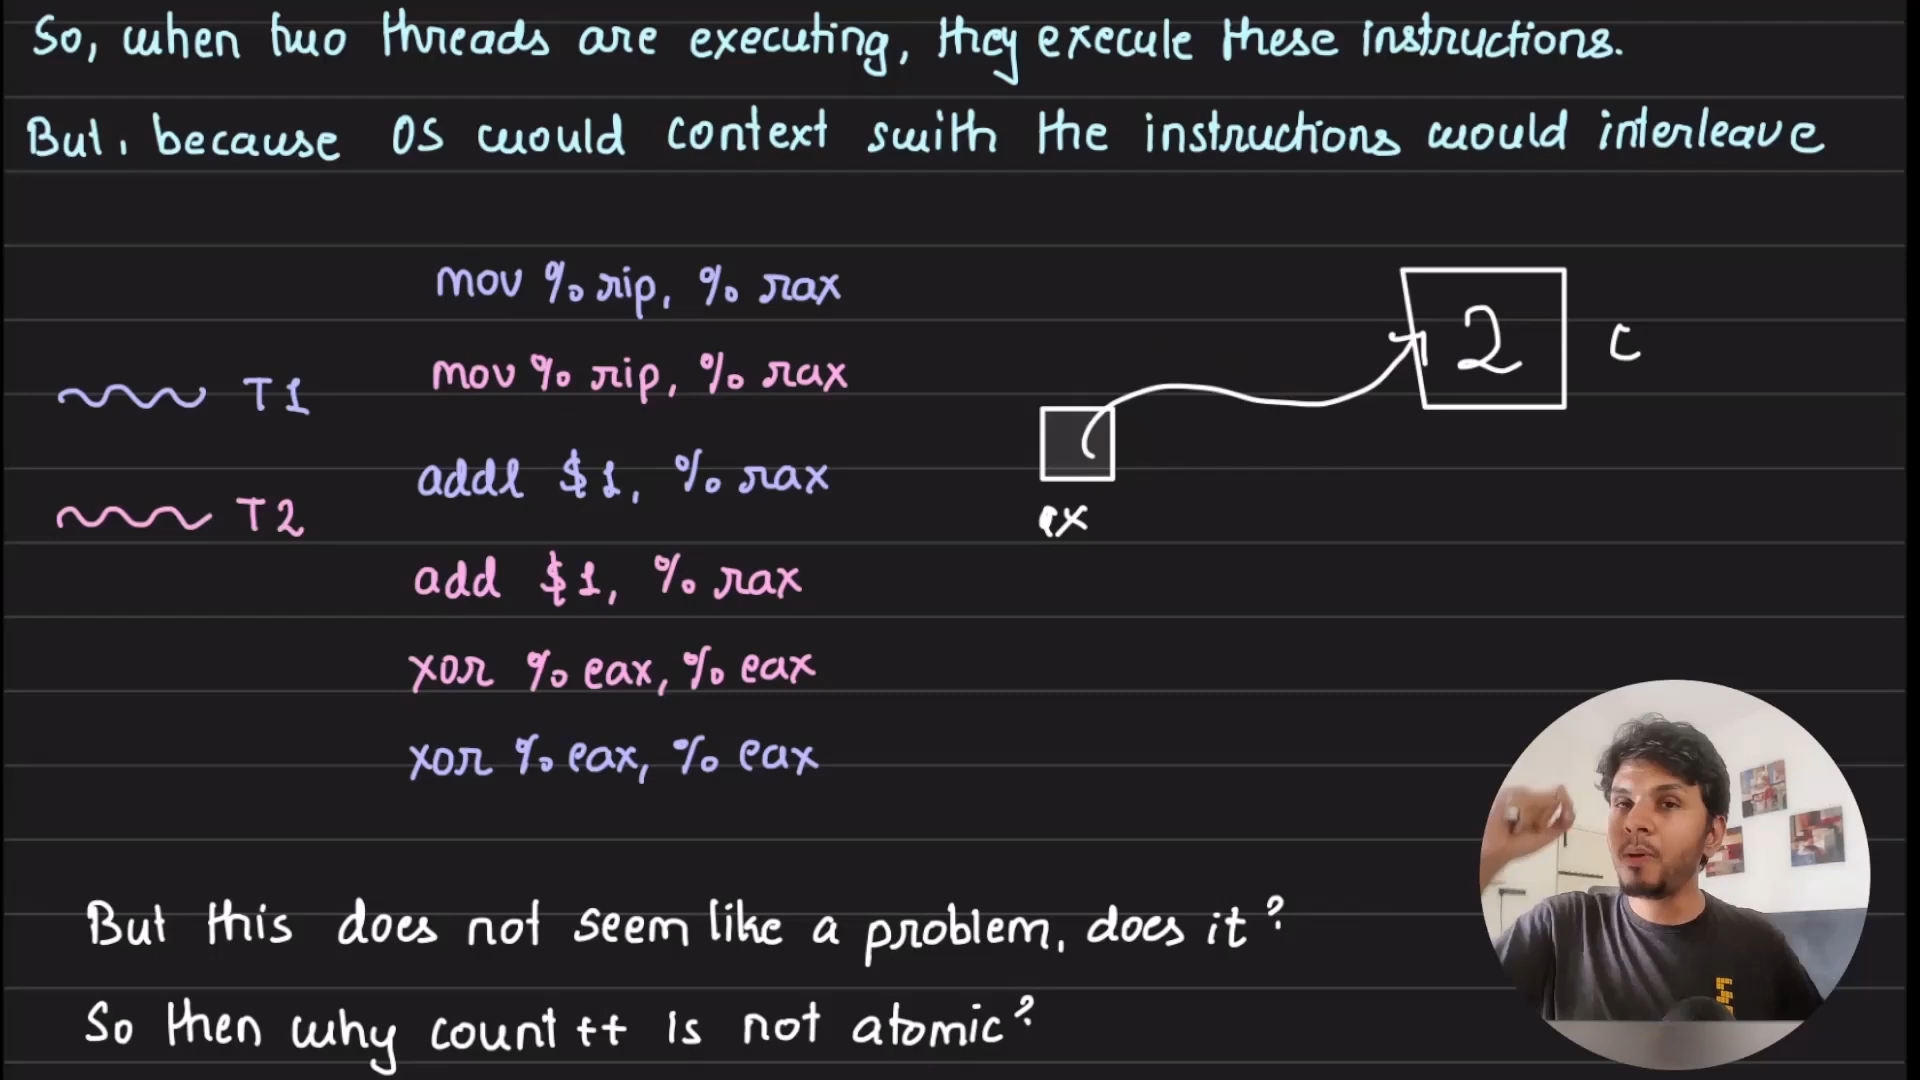 So, when two threads are executing, they execute these instructions.
But, because OS would context swith the instructions would interleave
mov % rip, % rax
mov % rip, % rax
T1
addl $1, % rax
T2
add $1, % rax
xor % eax, % eax
xor % eax, % eax
2
c
But this does not seem like a problem, does it?
So then why count ++ is not atomic?